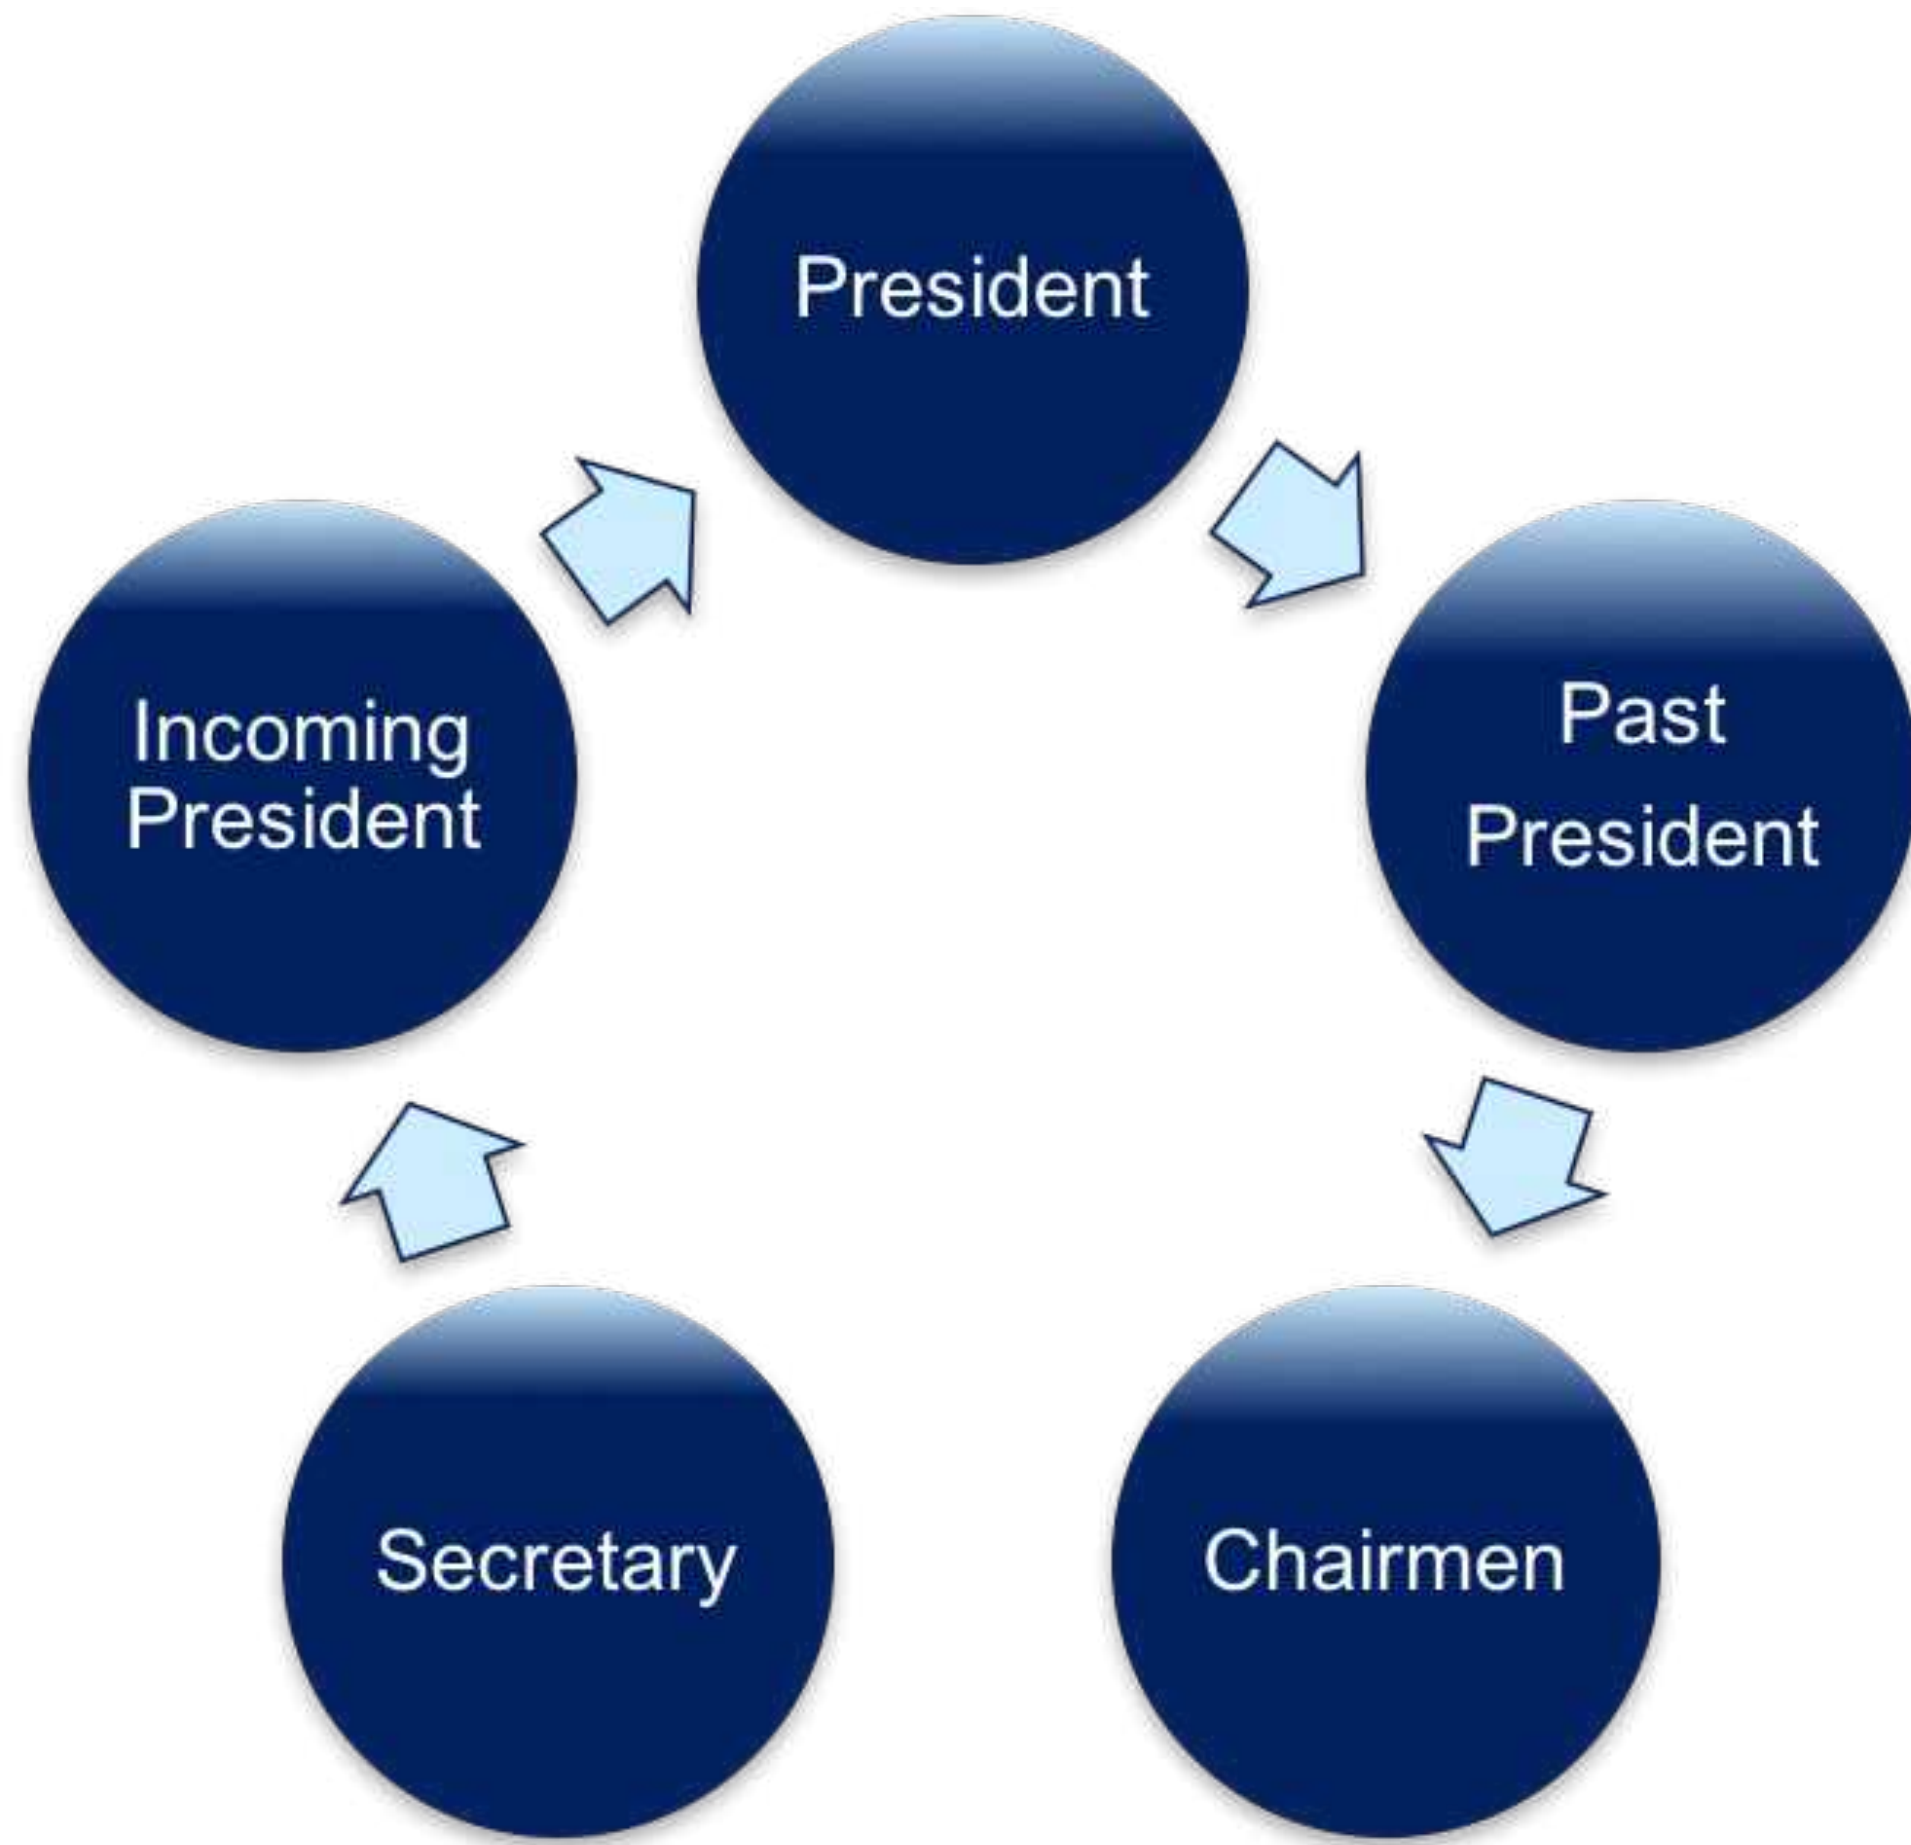 President
Incoming
President
Past
President
Secretary
Chairmen